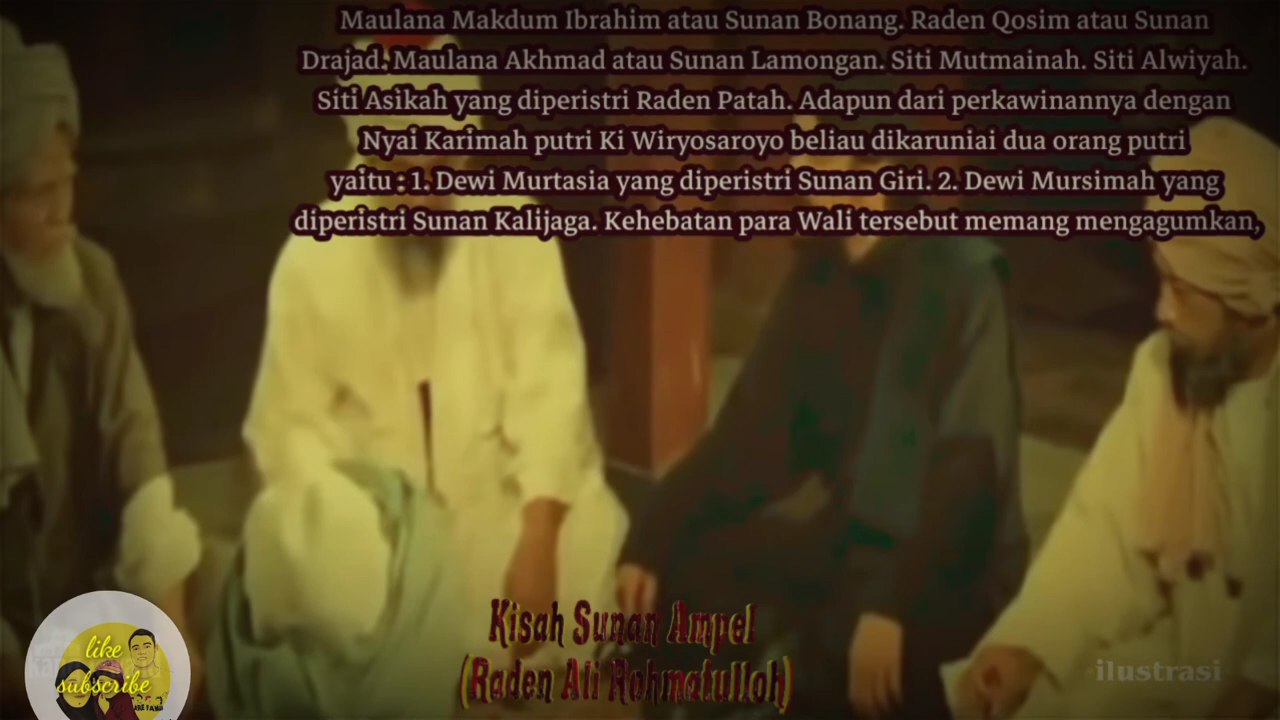 Maulana Makdum Ibrahim atau Sunan Bonang. Raden Qosim atau Sunan
Drajad. Maulana Akhmad atau Sunan Lamongan. Siti Mutmainah. Siti Alwiyah.
Siti Asikah yang diperistri Raden Patah. Adapun dari perkawinannya dengan
Nyai Karimah putri Ki Wiryosaroyo beliau dikaruniai dua orang putri
yaitu : 1. Dewi Murtasia yang diperistri Sunan Giri. 2. Dewi Mursimah yang
diperistri Sunan Kalijaga. Kehebatan para Wali tersebut memang mengagumkan,
Kisah Sunan Ampel
(Raden Ali Rohmatulloh)
ilustrasi
like
subscribe